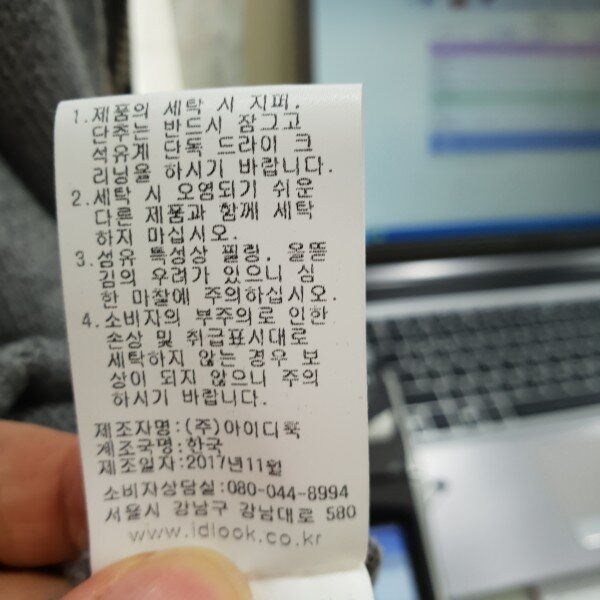 1.제품의 세탁 시 지퍼.
단추는 반드시 잠그고
석유계 단독 드라이 크
리닝을 하시기 바랍니다.
2.세탁 시 오염되기 쉬운
다른 제품과 함께 세탁
하지 마십시오.
3.섬유 특성상 필링. 올뜯
김의 우려가 있으니 심
한 마찰에 주의하십시오.
4.소비자의 부주의로 인한
손상 및 취급표시대로
세탁하지 않는 경우 보
상이 되지 않으니 주의
하시기 바랍니다.
제조자명:(주)아이디룩
제조국명:한국
제조일자:2017년11월
소비자상담실:080-044-8994
서울시 강남구 강남대로 580
www.idlook.co.kr